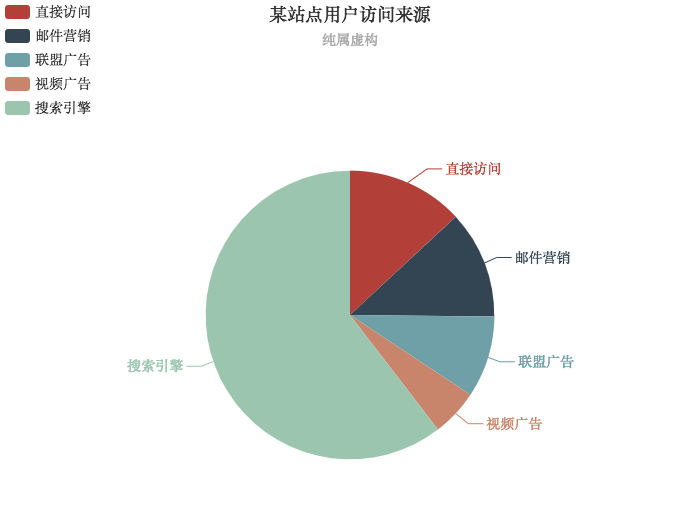 某站点用户访问来源
纯属虚构
直接访问
邮件营销
联盟广告
视频广告
搜索引擎
直接访问
邮件营销
联盟广告
视频广告
搜索引擎